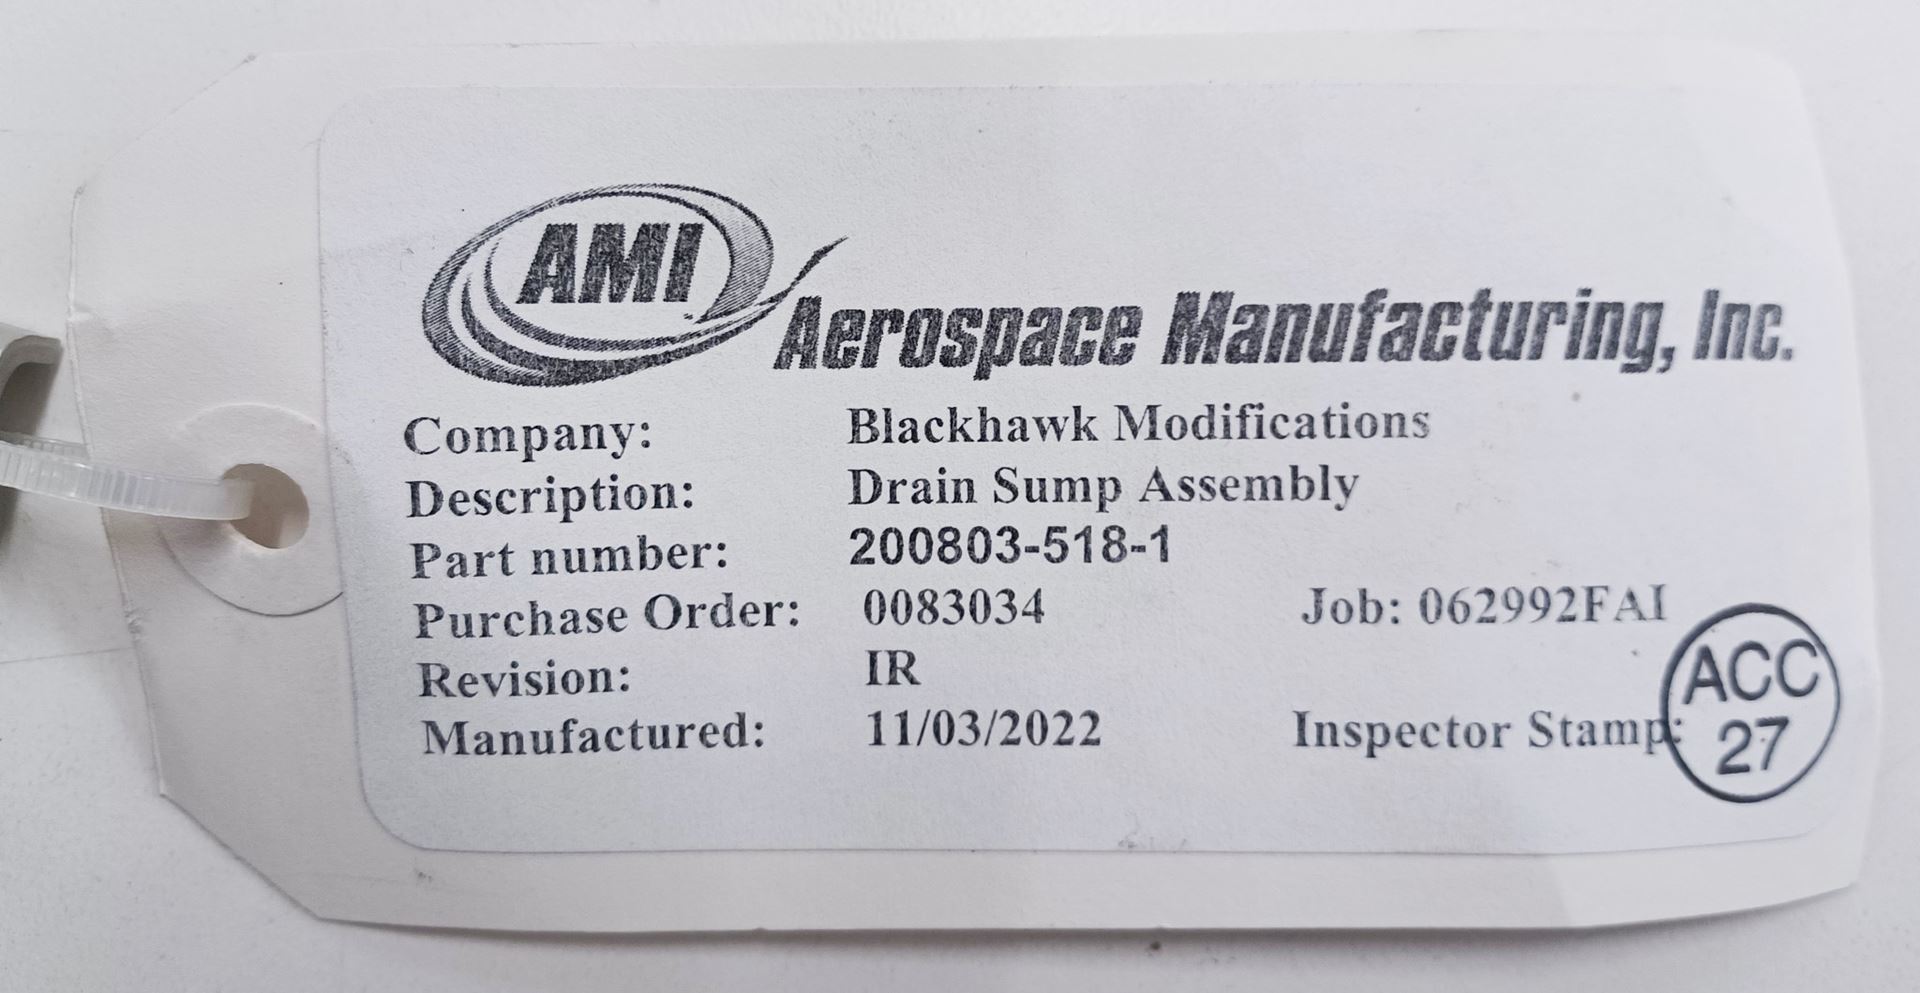 AMI
Aerospace Manufacturing, Inc.
Company: Blackhawk Modifications
Description: Drain Sump Assembly
Part number: 200803-518-1
Purchase Order: 0083034 Job: 062992FAI
Revision: IR
Manufactured: 11/03/2022 Inspector Stamp:
ACC
27